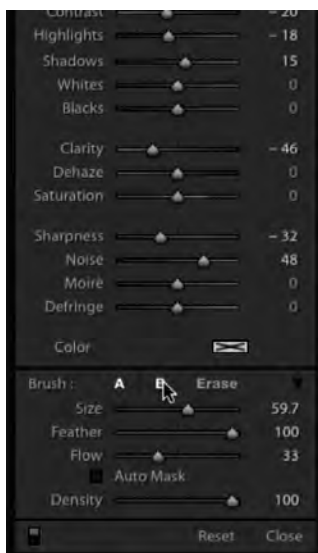 Contrast – 20
Highlights – 18
Shadows 15
Whites 0
Blacks 0
Clarity – 46
Dehaze 0
Saturation 0
Sharpness – 32
Noise 48
Moiré 0
Defringe 0
Color
Brush : A B Erase
Size 59.7
Feather 100
Flow 33
Auto Mask
Density 100
Reset Close